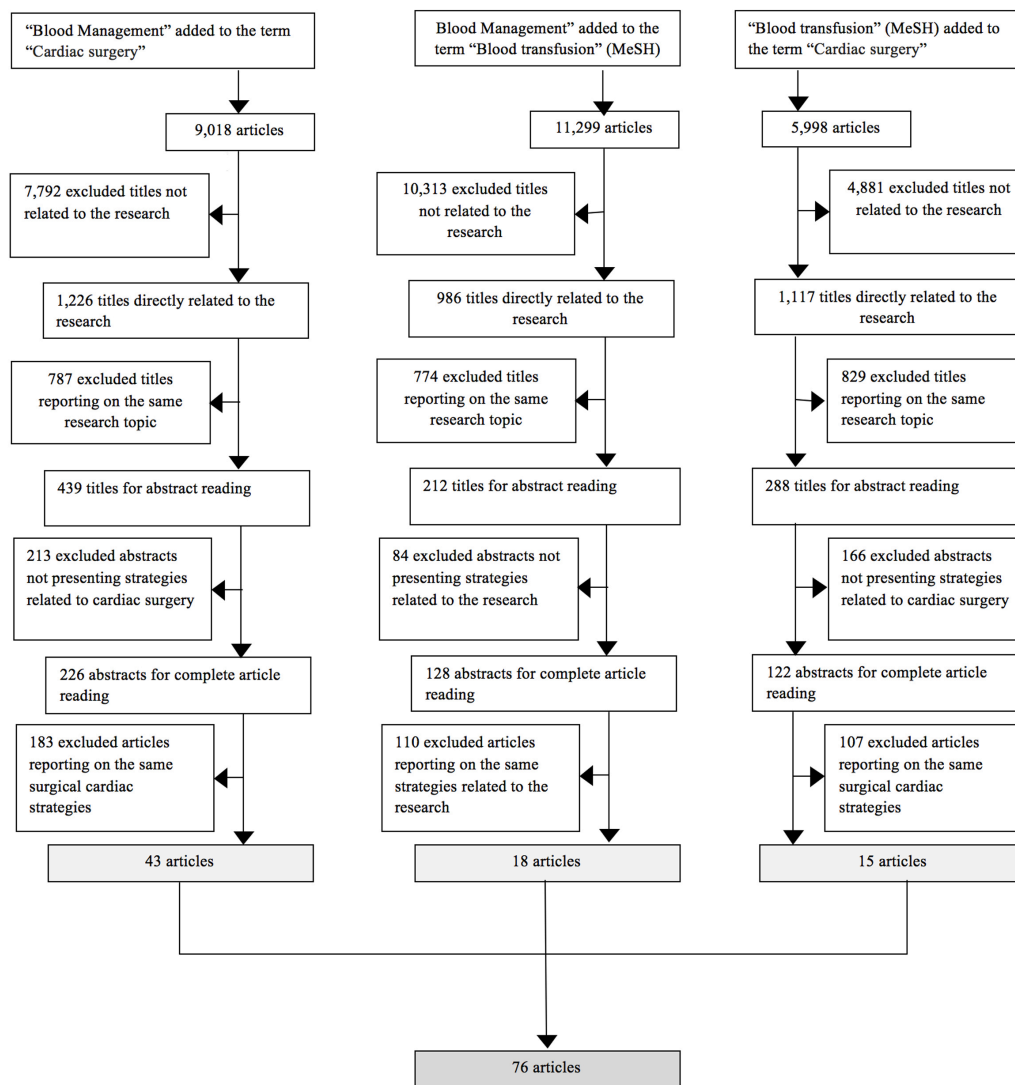 “Blood Management” added to the term
“Cardiac surgery”
9,018 articles
7,792 excluded titles not
related to the research
1,226 titles directly related to the
research
787 excluded titles
reporting on the same
research topic
439 titles for abstract reading
213 excluded abstracts
not presenting strategies
related to cardiac surgery
226 abstracts for complete article
reading
183 excluded articles
reporting on the same
surgical cardiac
strategies
43 articles
Blood Management” added to the
term “Blood transfusion” (MeSH)
11,299 articles
10,313 excluded titles
not related to the
research
986 titles directly related to the
research
774 excluded titles
reporting on the same
research topic
212 titles for abstract reading
84 excluded abstracts not
presenting strategies
related to the research
128 abstracts for complete article
reading
110 excluded articles
reporting on the same
strategies related to the
research
18 articles
“Blood transfusion” (MeSH) added to
the term “Cardiac surgery”
5,998 articles
4,881 excluded titles not
related to the research
1,117 titles directly related to the
research
829 excluded titles
reporting on the same
research topic
288 titles for abstract reading
166 excluded abstracts
not presenting strategies
related to cardiac surgery
122 abstracts for complete article
reading
107 excluded articles
reporting on the same
surgical cardiac
strategies
15 articles
76 articles